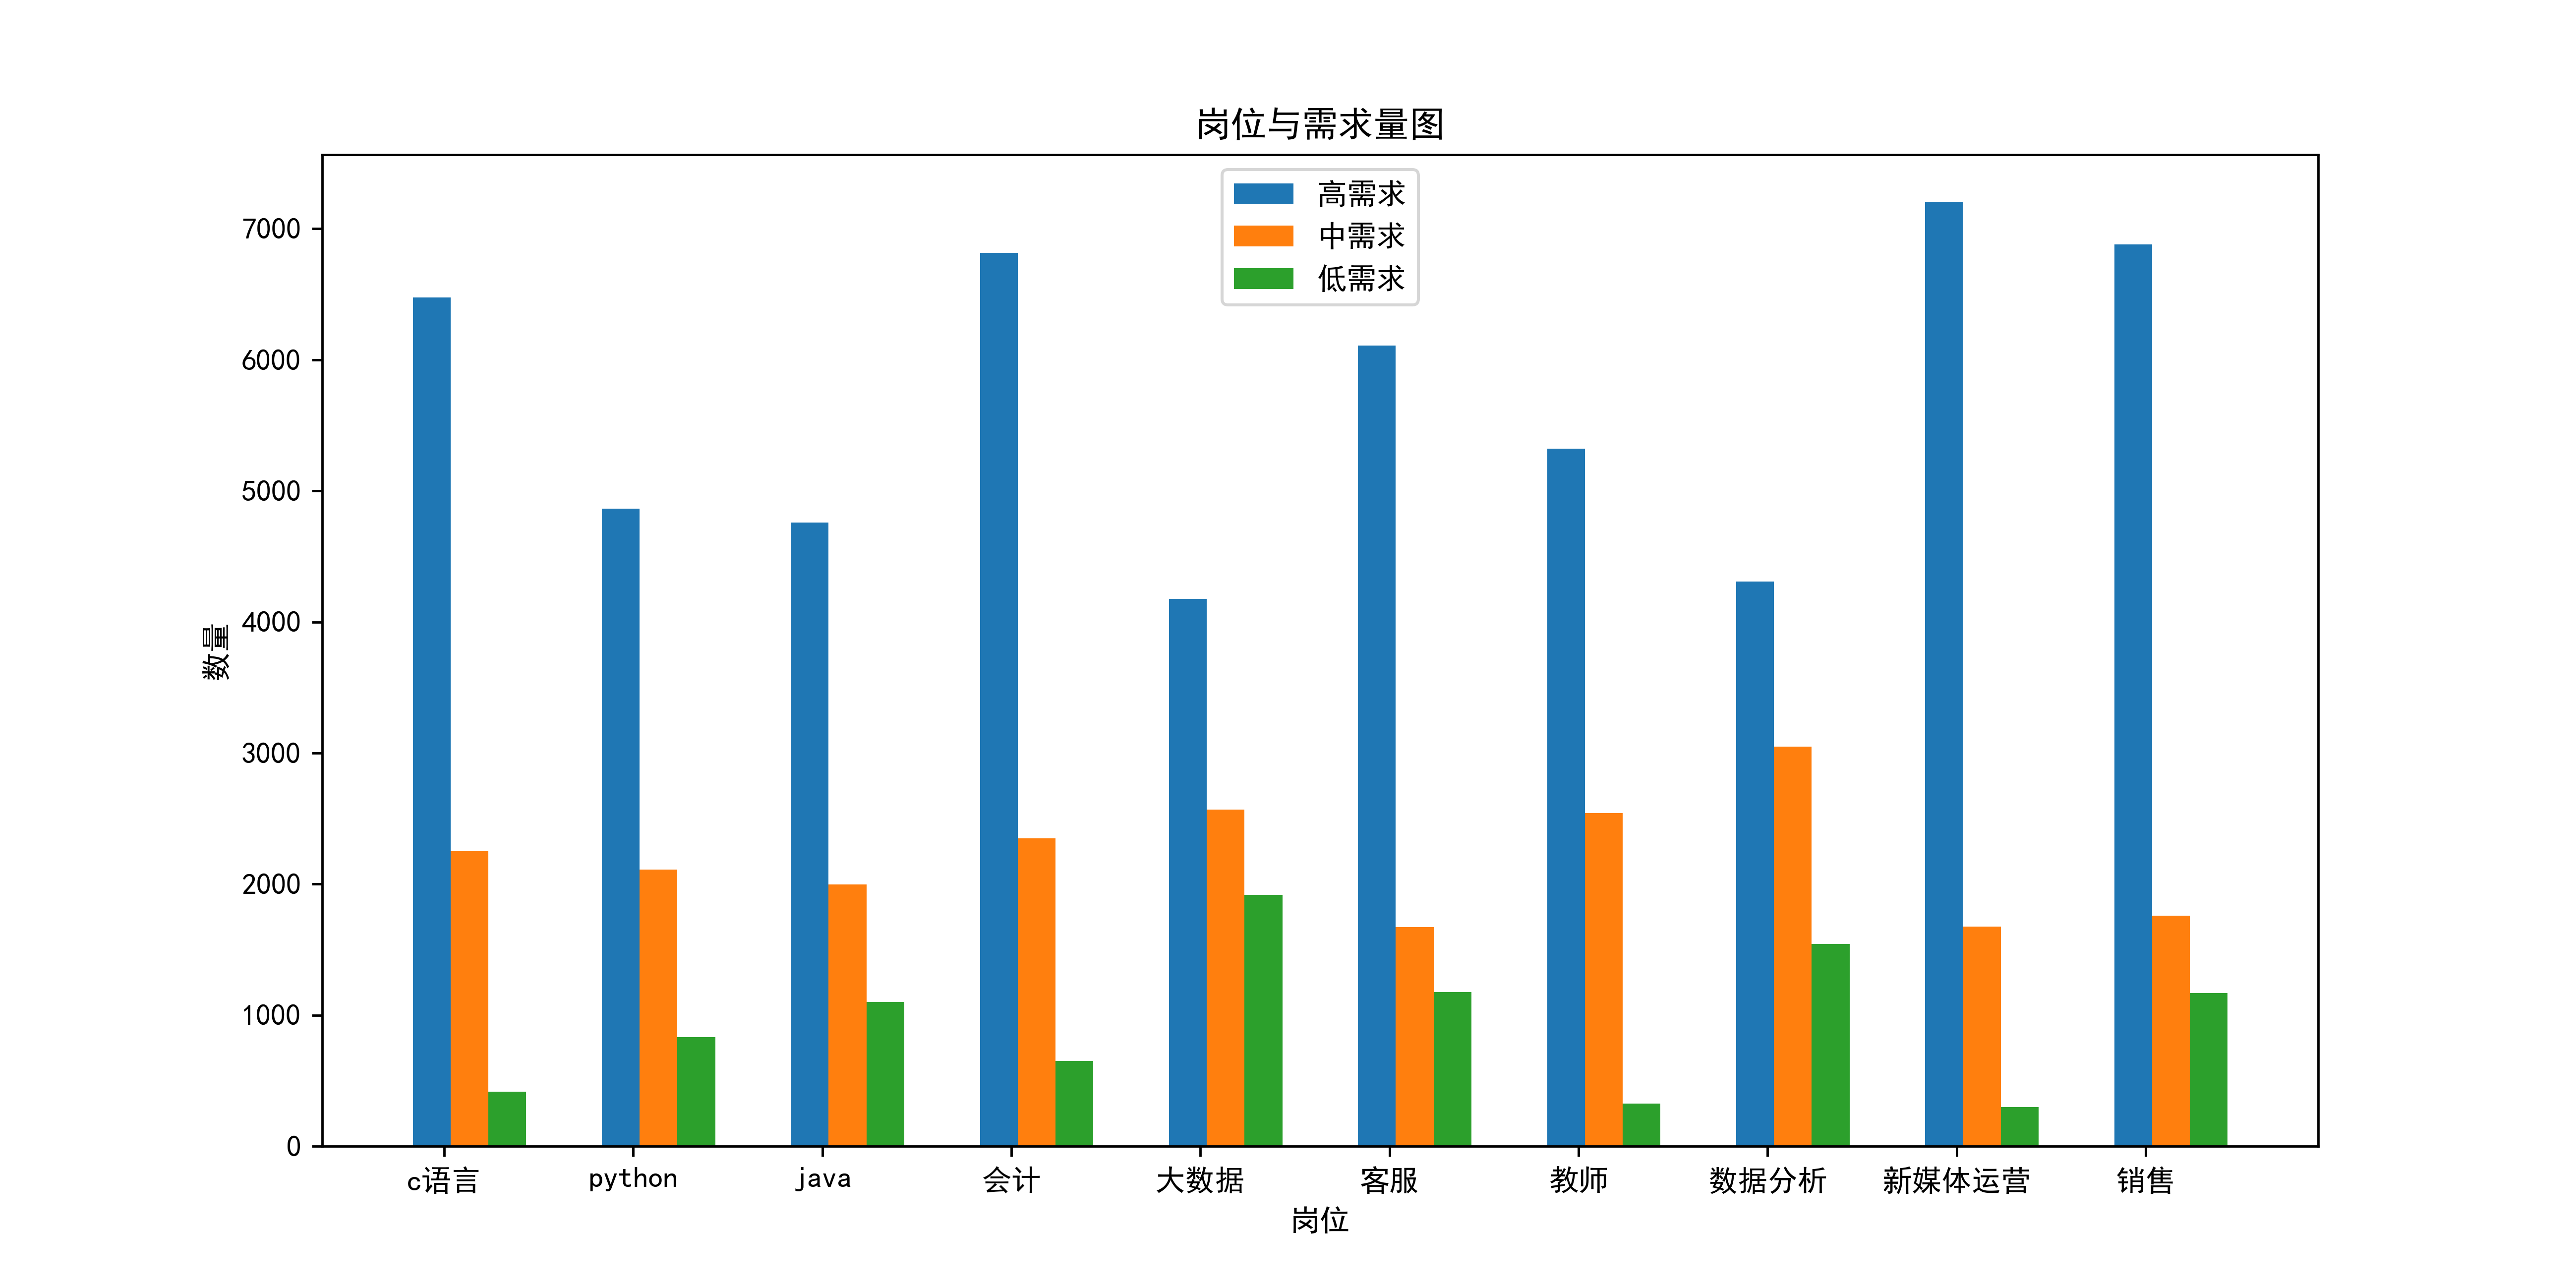 岗位与需求量图
高需求
中需求
低需求
7000
6000
5000
4000
3000
2000
1000
0
数量
c语言 python java 会计 大数据 客服 教师 数据分析 新媒体运营 销售
岗位